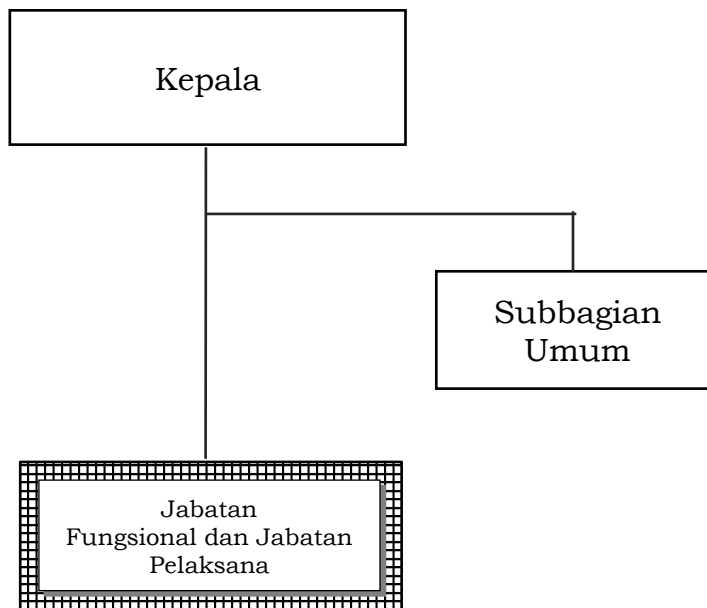 Kepala
Subbagian
Umum
Jabatan
Fungsional dan Jabatan
Pelaksana